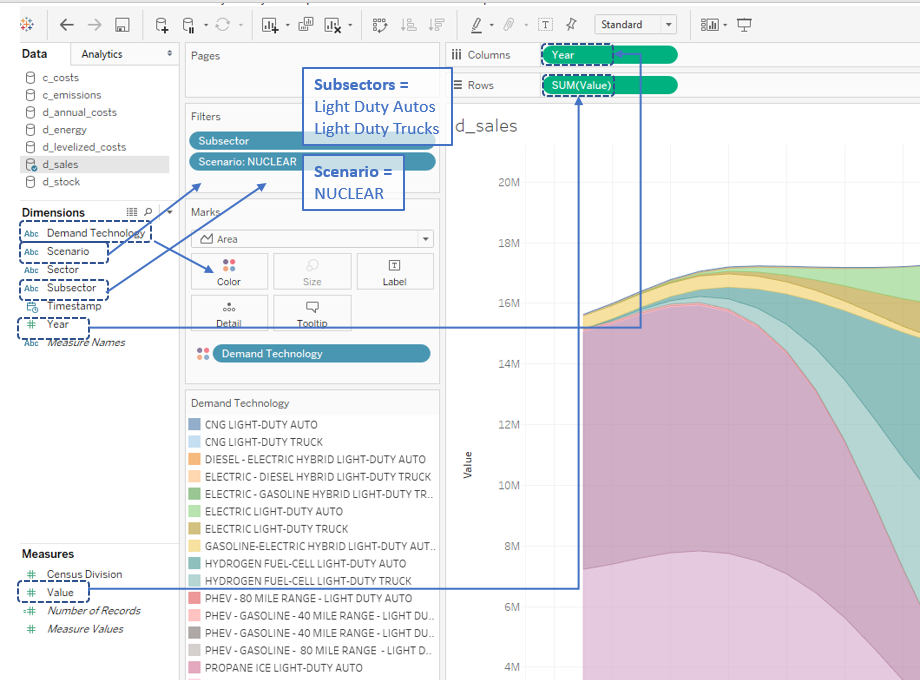 Standard
Data
Analytics
c_costs
c_emissions
d_annual_costs
d_energy
d_levelized_costs
d_sales
d_stock
Dimensions
Abc Demand Technology
Abc Scenario
Abc Sector
Abc Subsector
Timestamp
# Year
Abc Measure Names
Measures
# Census Division
# Value
=# Number of Records
# Measure Values
Pages
Filters
Subsector
Scenario: NUCLEAR
Subsectors =
Light Duty Autos
Light Duty Trucks
Scenario =
NUCLEAR
Marks
Area
Color
Size
Label
Detail
Tooltip
Demand Technology
Demand Technology
CNG LIGHT-DUTY AUTO
CNG LIGHT-DUTY TRUCK
DIESEL - ELECTRIC HYBRID LIGHT-DUTY AUTO
ELECTRIC - DIESEL HYBRID LIGHT-DUTY TRUCK
ELECTRIC - GASOLINE HYBRID LIGHT-DUTY TR..
ELECTRIC LIGHT-DUTY AUTO
ELECTRIC LIGHT-DUTY TRUCK
GASOLINE-ELECTRIC HYBRID LIGHT-DUTY AUT..
HYDROGEN FUEL-CELL LIGHT-DUTY AUTO
HYDROGEN FUEL-CELL LIGHT-DUTY TRUCK
PHEV - 80 MILE RANGE - LIGHT DUTY AUTO
PHEV - GASOLINE - 40 MILE RANGE - LIGHT DU..
PHEV - GASOLINE - 40 MILE RANGE - LIGHT DU..
PHEV - GASOLINE - 80 MILE RANGE - LIGHT D..
PROPANE ICE LIGHT-DUTY AUTO
Columns
Year
Rows
SUM(Value)
d_sales
20M
18M
16M
14M
12M
10M
8M
6M
4M
Value